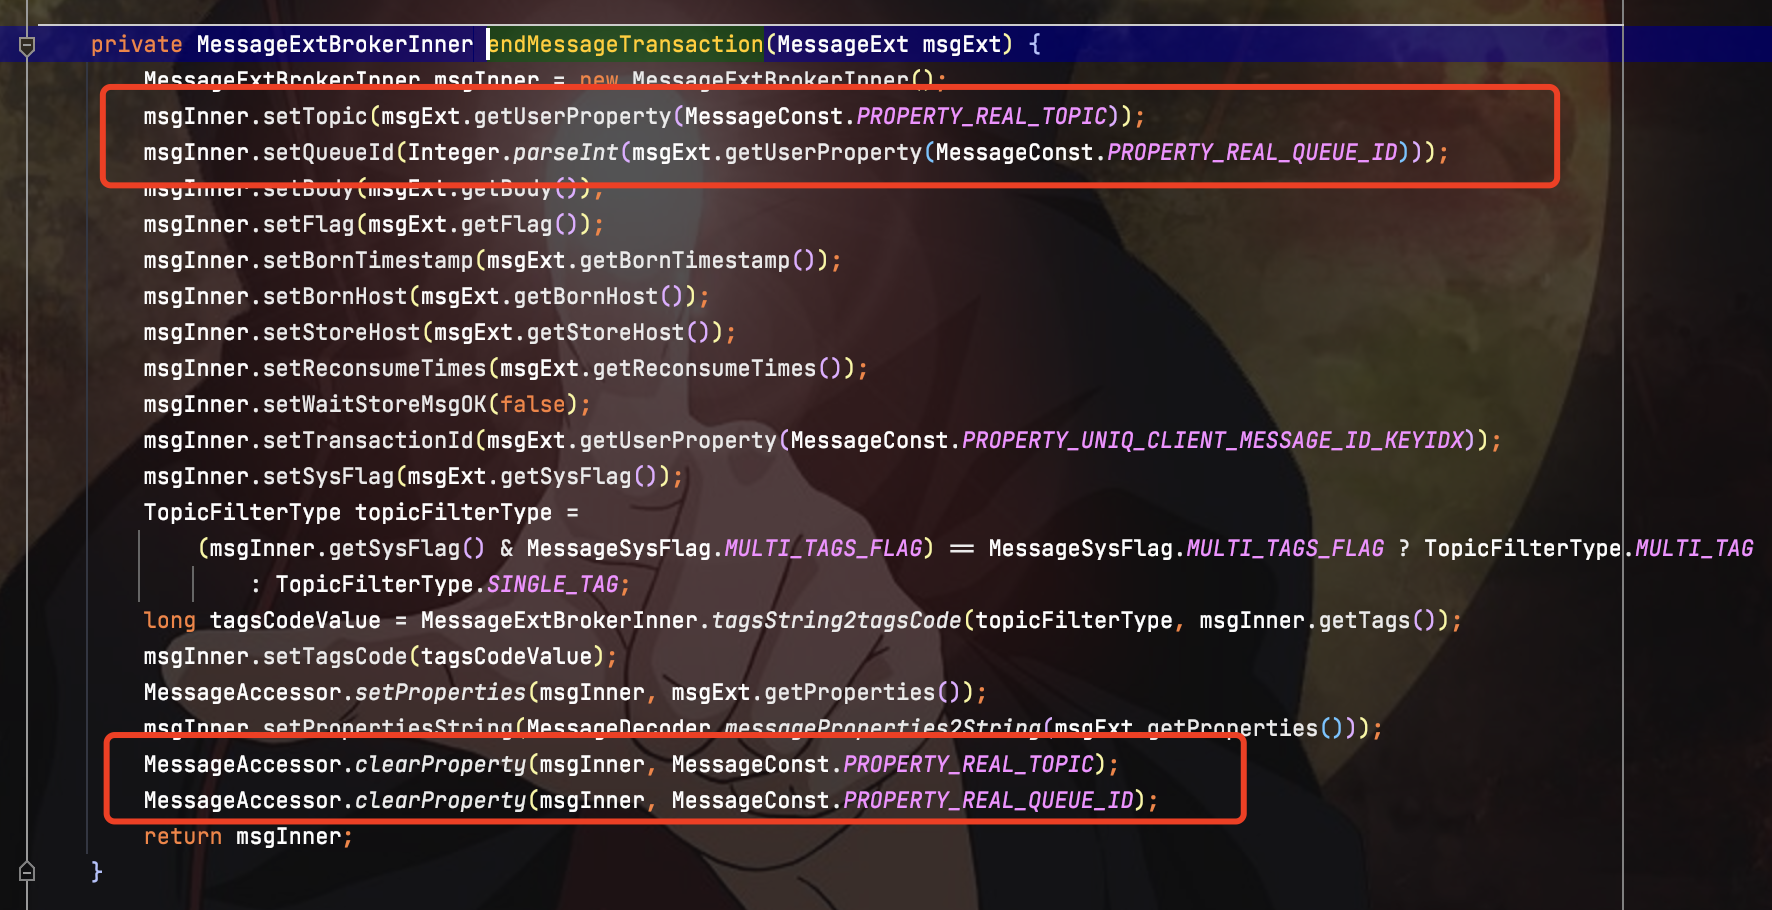 private MessageExtBrokerInner endMessageTransaction(MessageExt msgExt) {
MessageExtBrokerInner msgInner = new MessageExtBrokerInner();
msgInner.setTopic(msgExt.getUserProperty(MessageConst.PROPERTY_REAL_TOPIC));
msgInner.setQueueId(Integer.parseInt(msgExt.getUserProperty(MessageConst.PROPERTY_REAL_QUEUE_ID)));
msgInner.setBody(msgExt.getBody());
msgInner.setFlag(msgExt.getFlag());
msgInner.setBornTimestamp(msgExt.getBornTimestamp());
msgInner.setBornHost(msgExt.getBornHost());
msgInner.setStoreHost(msgExt.getStoreHost());
msgInner.setReconsumeTimes(msgExt.getReconsumeTimes());
msgInner.setWaitStoreMsgOK(false);
msgInner.setTransactionId(msgExt.getUserProperty(MessageConst.PROPERTY_UNIQ_CLIENT_MESSAGE_ID_KEYIDX));
msgInner.setSysFlag(msgExt.getSysFlag());
TopicFilterType topicFilterType =
(msgInner.getSysFlag() & MessageSysFlag.MULTI_TAGS_FLAG) == MessageSysFlag.MULTI_TAGS_FLAG ? TopicFilterType.MULTI_TAG
: TopicFilterType.SINGLE_TAG;
long tagsCodeValue = MessageExtBrokerInner.tagsString2tagsCode(topicFilterType, msgInner.getTags());
msgInner.setTagsCode(tagsCodeValue);
MessageAccessor.setProperties(msgInner, msgExt.getProperties());
msgInner.setPropertiesString(MessageDecoder.messageProperties2String(msgExt.getProperties()));
MessageAccessor.clearProperty(msgInner, MessageConst.PROPERTY_REAL_TOPIC);
MessageAccessor.clearProperty(msgInner, MessageConst.PROPERTY_REAL_QUEUE_ID);
return msgInner;
}